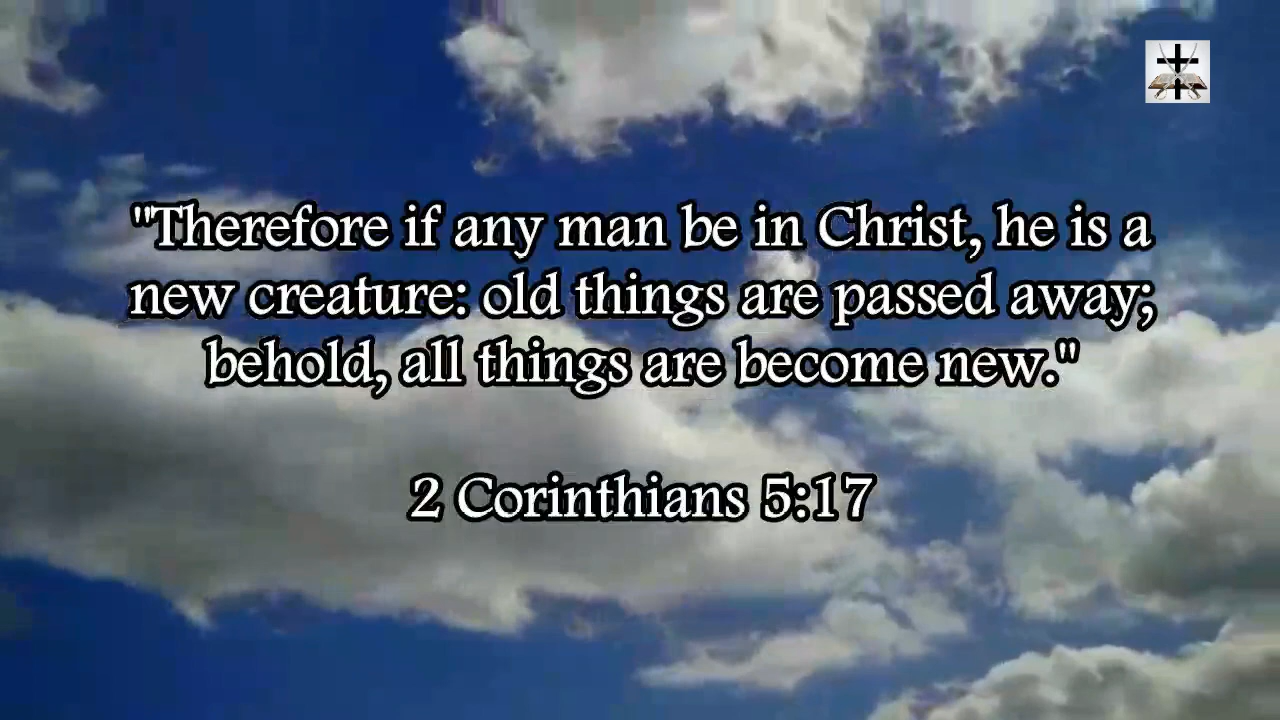 "Therefore if any man be in Christ, he is a
new creature: old things are passed away;
behold, all things are become new."
2 Corinthians 5:17